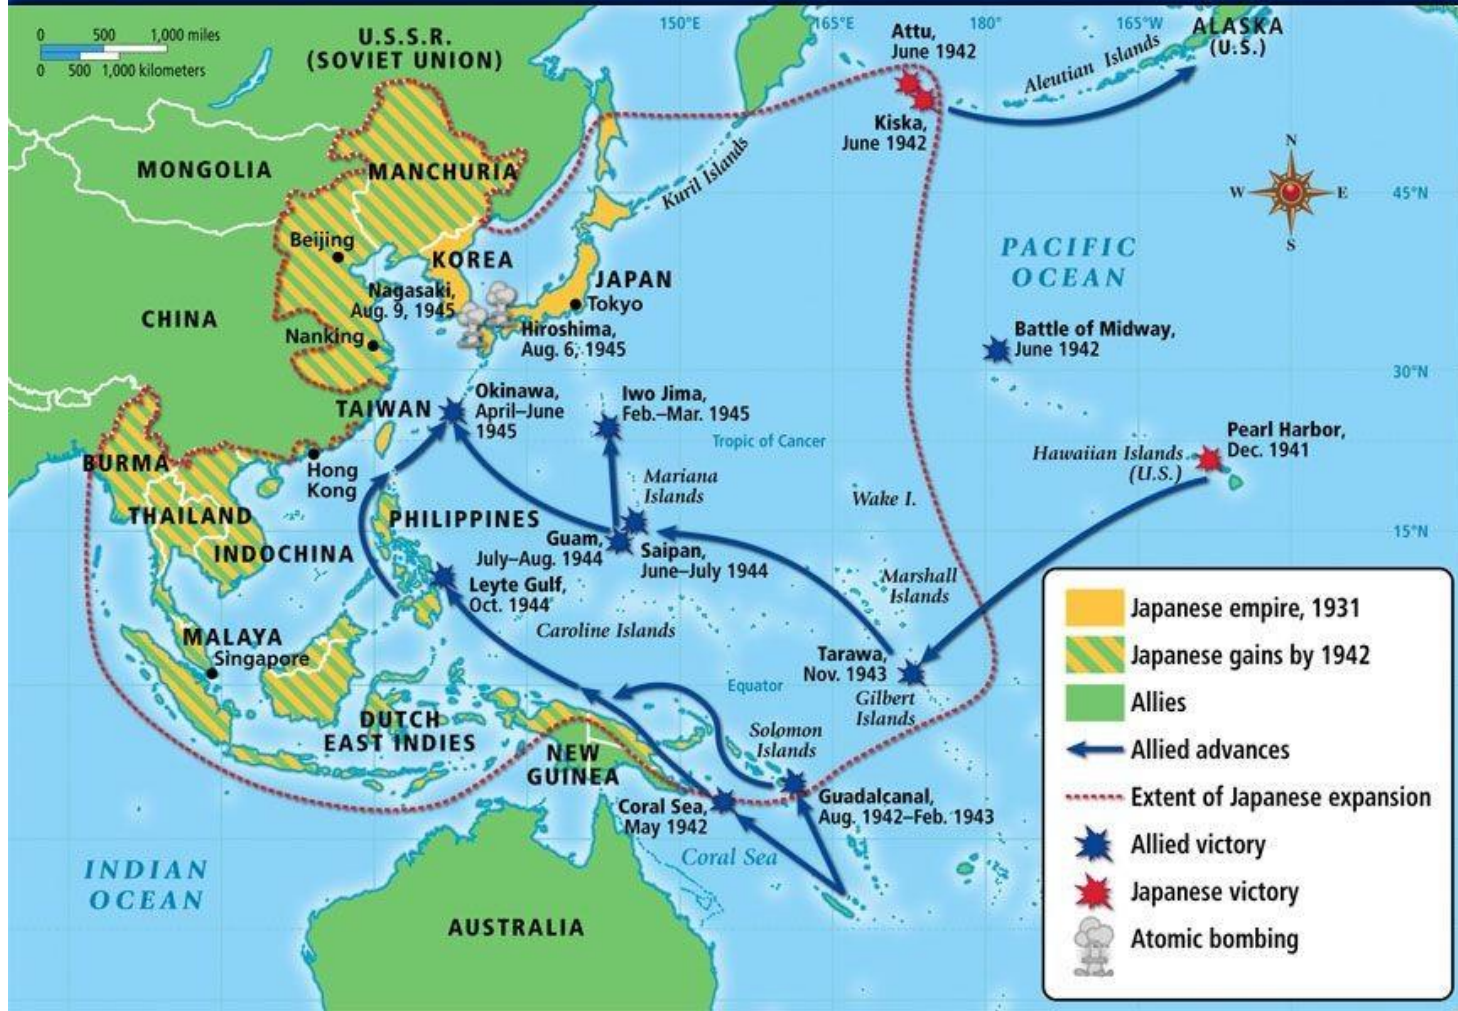 150°E
165°E
180°
165°W
ALASKA
(U.S.)
0 500 1,000 miles
0 500 1,000 kilometers
U.S.S.R.
(SOVIET UNION)
Attu,
June 1942
Aleutian Islands
Kiska,
June 1942
MONGOLIA
MANCHURIA
Kuril Islands
N
W
E
S
45°N
Beijing
KOREA
JAPAN
Tokyo
PACIFIC
OCEAN
Nagasaki,
Aug. 9, 1945
CHINA
Nanking
Hiroshima,
Aug. 6, 1945
Battle of Midway,
June 1942
30°N
TAIWAN
Okinawa,
April–June
1945
Iwo Jima,
Feb.–Mar. 1945
Tropic of Cancer
Pearl Harbor,
Dec. 1941
Hawaiian Islands
(U.S.)
BURMA
Hong
Kong
Mariana
Islands
Wake I.
THAILAND
PHILIPPINES
15°N
INDOCHINA
Guam,
July–Aug. 1944
Saipan,
June–July 1944
Leyte Gulf,
Oct. 1944
Marshall
Islands
Caroline Islands
MALAYA
Singapore
Tarawa,
Nov. 1943
Gilbert
Islands
Equator
DUTCH
EAST INDIES
Solomon
Islands
NEW
GUINEA
Coral Sea,
May 1942
Guadalcanal,
Aug. 1942–Feb. 1943
Coral Sea
INDIAN
OCEAN
AUSTRALIA
Japanese empire, 1931
Japanese gains by 1942
Allies
Allied advances
Extent of Japanese expansion
Allied victory
Japanese victory
Atomic bombing